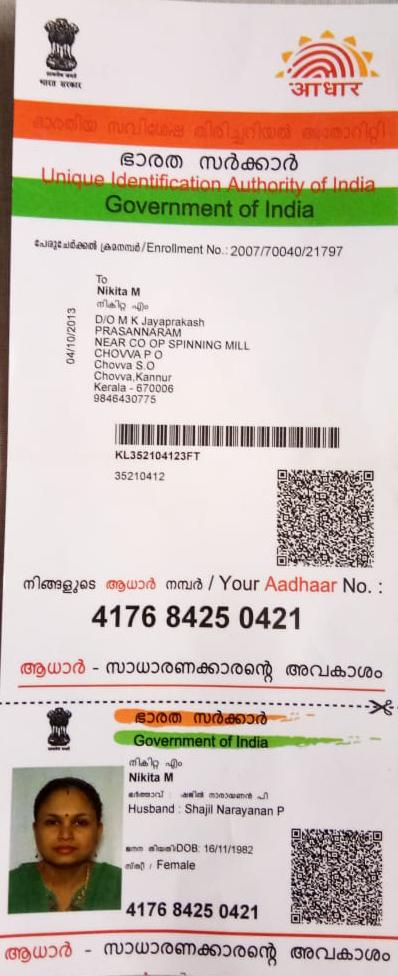 भारत सरकार
आधार
ഭാരതീയ സവിശേഷ തിരിച്ചറിയൽ അതോറിറ്റി
ഭാരത സർക്കാർ
Unique Identification Authority of India
Government of India
പേരുചേർക്കൽ ക്രമനമ്പർ/Enrollment No.: 2007/70040/21797
To
Nikita M
നികിറ്റ എം
D/O M K Jayaprakash
PRASANNARAM
NEAR CO OP SPINNING MILL
CHOVVA P O
Chovva S.O
Chovva,Kannur
Kerala - 670006
9846430775
04/10/2013
KL352104123FT
35210412
നിങ്ങളുടെ ആധാർ നമ്പർ / Your Aadhaar No. :
4176 8425 0421
ആധാർ - സാധാരണക്കാരന്റെ അവകാശം
ഭാരത സർക്കാർ
Government of India
നികിറ്റ എം
Nikita M
ഭർത്താവ് : ഷജിൽ നാരായണൻ പി
Husband : Shajil Narayanan P
ജനന തീയതി/DOB: 16/11/1982
സ്ത്രീ / Female
4176 8425 0421
ആധാർ - സാധാരണക്കാരന്റെ അവകാശം